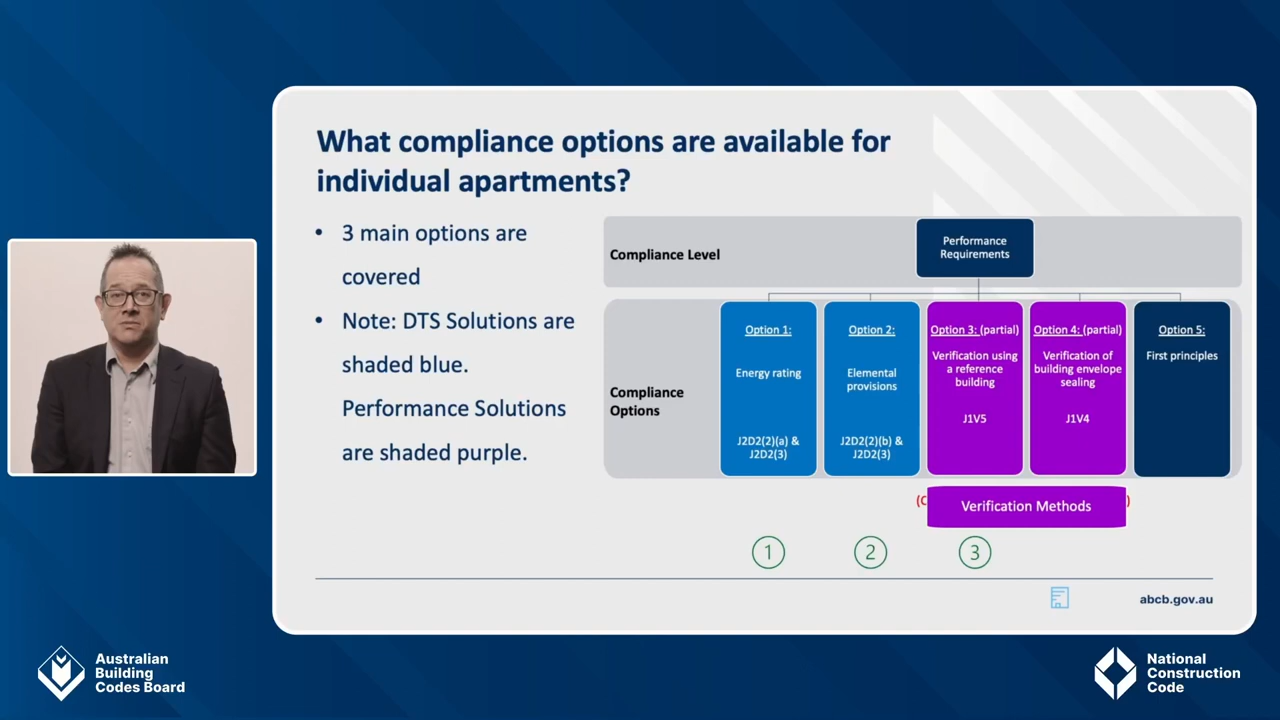 What compliance options are available for
individual apartments?
• 3 main options are
covered
• Note: DTS Solutions are
shaded blue.
Performance Solutions
are shaded purple.
Compliance Level
Performance
Requirements
Compliance
Options
Option 1:
Energy rating
J2D2(2)(a) &
J2D2(3)
Option 2:
Elemental
provisions
J2D2(2)(b) &
J2D2(3)
Option 3: (partial)
Verification using
a reference
building
J1V5
Option 4: (partial)
Verification of
building envelope
sealing
J1V4
Option 5:
First principles
Verification Methods
1
2
3
abcb.gov.au
Australian
Building
Codes Board
National
Construction
Code